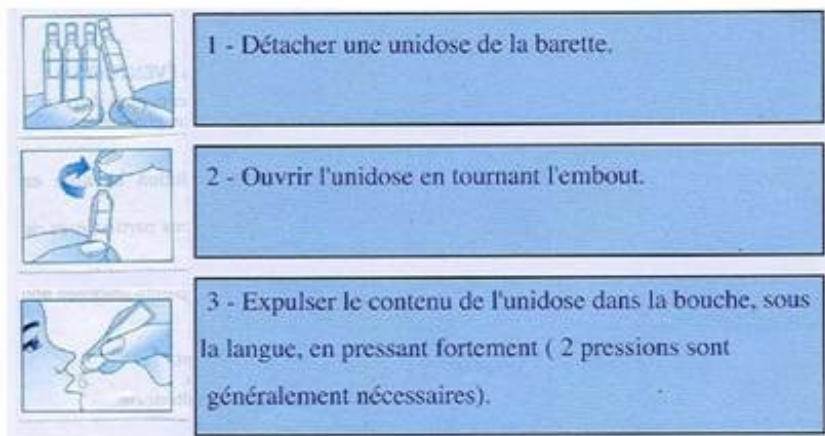 1 - Détacher une unidose de la barette.
2 - Ouvrir l'unidose en tournant l'embout.
3 - Expulser le contenu de l'unidose dans la bouche, sous
la langue, en pressant fortement ( 2 pressions sont
généralement nécessaires).